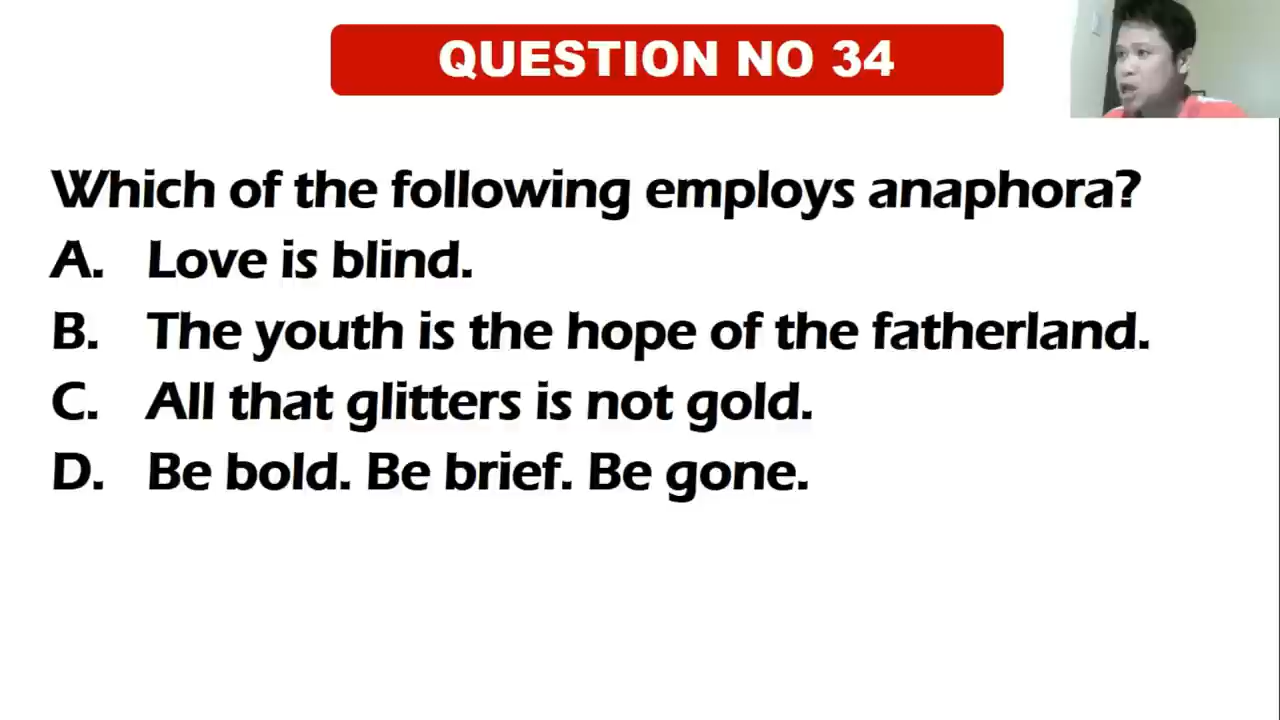 QUESTION NO 34
Which of the following employs anaphora?
A. Love is blind.
B. The youth is the hope of the fatherland.
C. All that glitters is not gold.
D. Be bold. Be brief. Be gone.